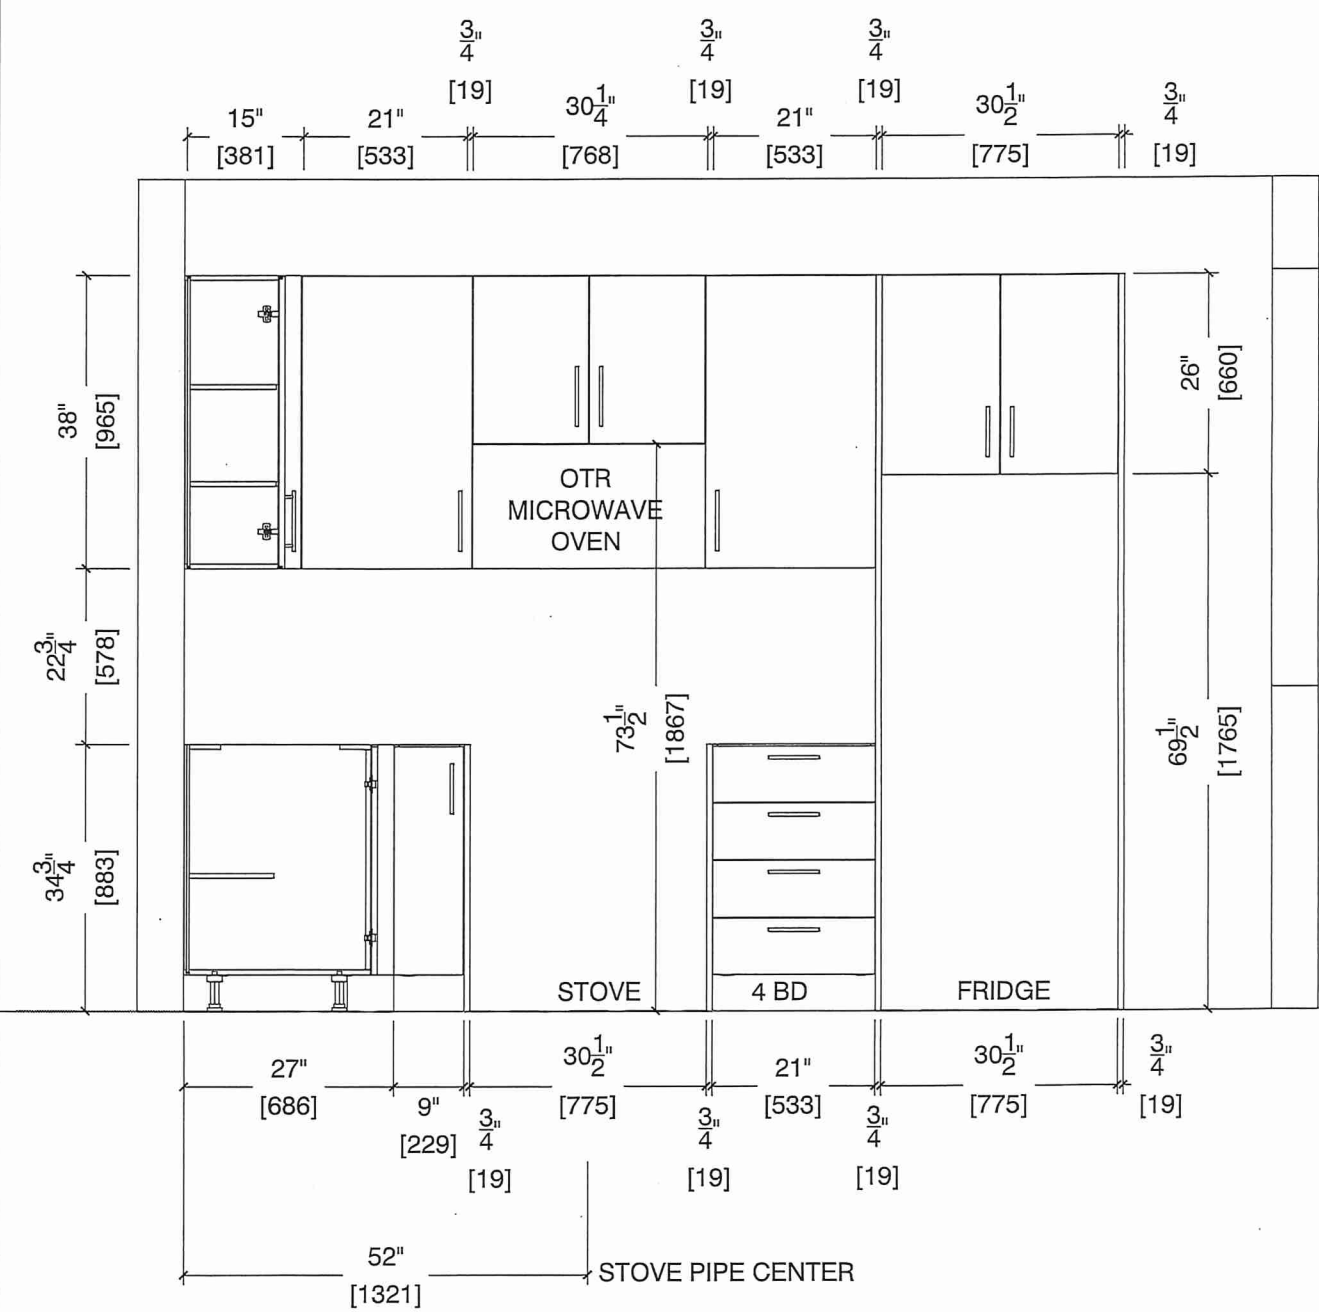 3/4" 3/4" 3/4"
[19] [19] [19]
15" 21" 30 1/4" 21" 30 1/2" 3/4"
[381] [533] [768] [533] [775] [19]
38"
[965]
26"
[660]
OTR
MICROWAVE
OVEN
22 3/4"
[578]
73 1/2"
[1867]
69 1/2"
[1765]
34 3/4"
[883]
STOVE 4 BD FRIDGE
27" 30 1/2" 21" 30 1/2" 3/4"
[686] 9" [775] [533] [775] [19]
[229] 3/4" 3/4" 3/4"
[19] [19] [19]
52"
[1321]
STOVE PIPE CENTER